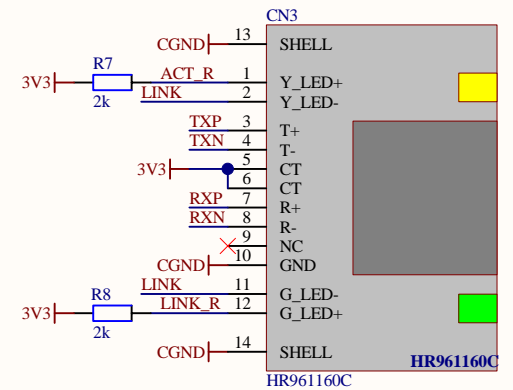 CN3
CGND 13 SHELL
R7
3V3 ACT_R 1 Y_LED+
2k LINK 2 Y_LED-
TXP 3 T+
TXN 4 T-
3V3 5 CT
6 CT
RXP 7 R+
RXN 8 R-
9 NC
CGND 10 GND
R8 LINK 11 G_LED-
3V3 LINK_R 12 G_LED+
2k
CGND 14 SHELL
HR961160C
HR961160C